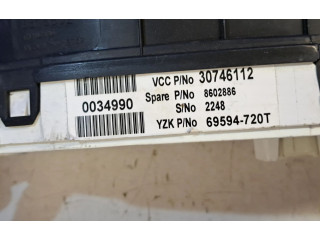 VCC P/No 30746112
0034990
Spare P/No 8602886
S/No 2248
YZK P/No 69594-720T